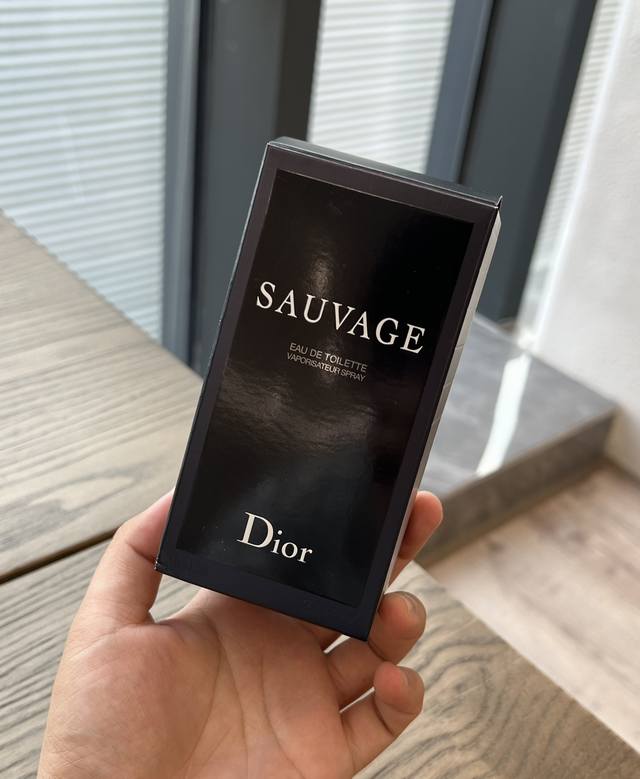 SAUVAGE
EAU DE TOILETTE
VAPORISATEUR SPRAY
Dior